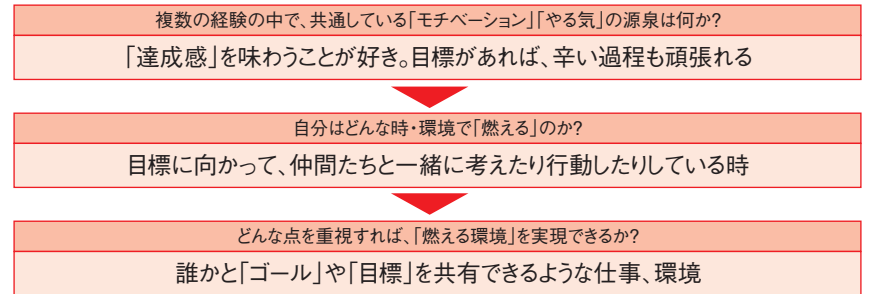 複数の経験の中で、共通している「モチベーション」「やる気」の源泉は何か?
「達成感」を味わうことが好き。目標があれば、辛い過程も頑張れる
自分はどんな時・環境で「燃える」のか?
目標に向かって、仲間たちと一緒に考えたり行動したりしている時
どんな点を重視すれば、「燃える環境」を実現できるか?
誰かと「ゴール」や「目標」を共有できるような仕事、環境